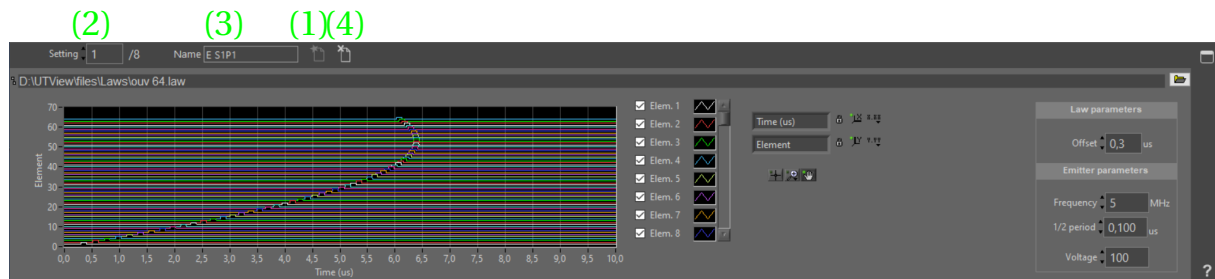 (2) (3) (1)(4)
Setting 1 /8 Name E S1P1
D:\UTView\files\Laws\ouv 64.law
70
60
50
40
30
20
10
0
Element
0,0 0,5 1,0 1,5 2,0 2,5 3,0 3,5 4,0 4,5 5,0 5,5 6,0 6,5 7,0 7,5 8,0 8,5 9,0 9,5 10,0
Time (us)
Elem. 1
Elem. 2
Elem. 3
Elem. 4
Elem. 5
Elem. 6
Elem. 7
Elem. 8
Time (us)
Element
Law parameters
Offset 0,3 us
Emitter parameters
Frequency 5 MHz
1/2 period 0,100 us
Voltage 100
?